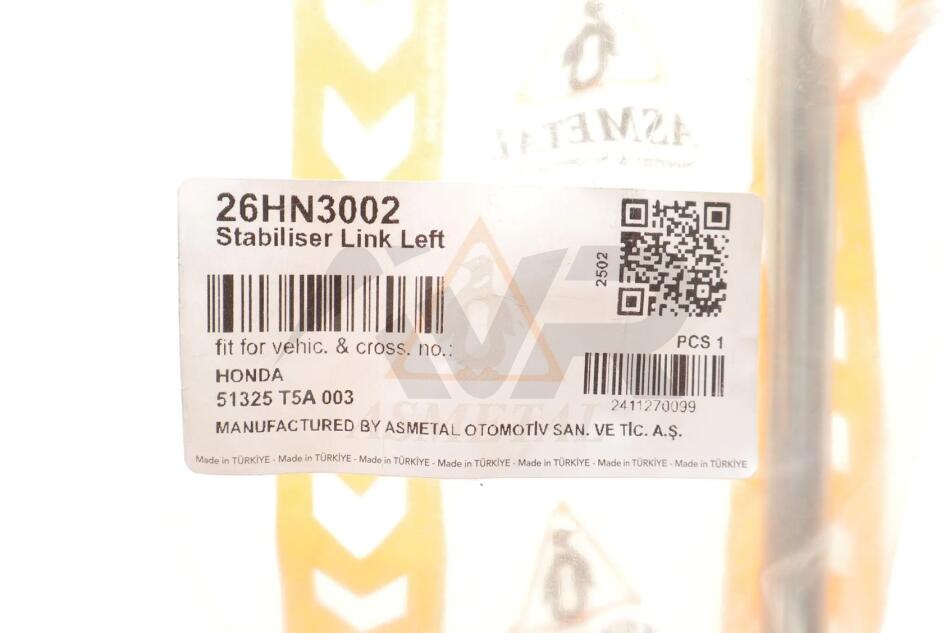 ASMETAL
26HN3002
Stabiliser Link Left
2502
fit for vehic. & cross. no.:
PCS 1
HONDA
51325 T5A 003
2411270099
ASMETAL
MANUFACTURED BY ASMETAL OTOMOTİV SAN. VE TİC. A.Ş.
Made in TÜRKİYE - Made in TÜRKİYE - Made in TÜRKİYE - Made in TÜRKİYE - Made in TÜRKİYE - Made in TÜRKİYE - Made in TÜRKİYE